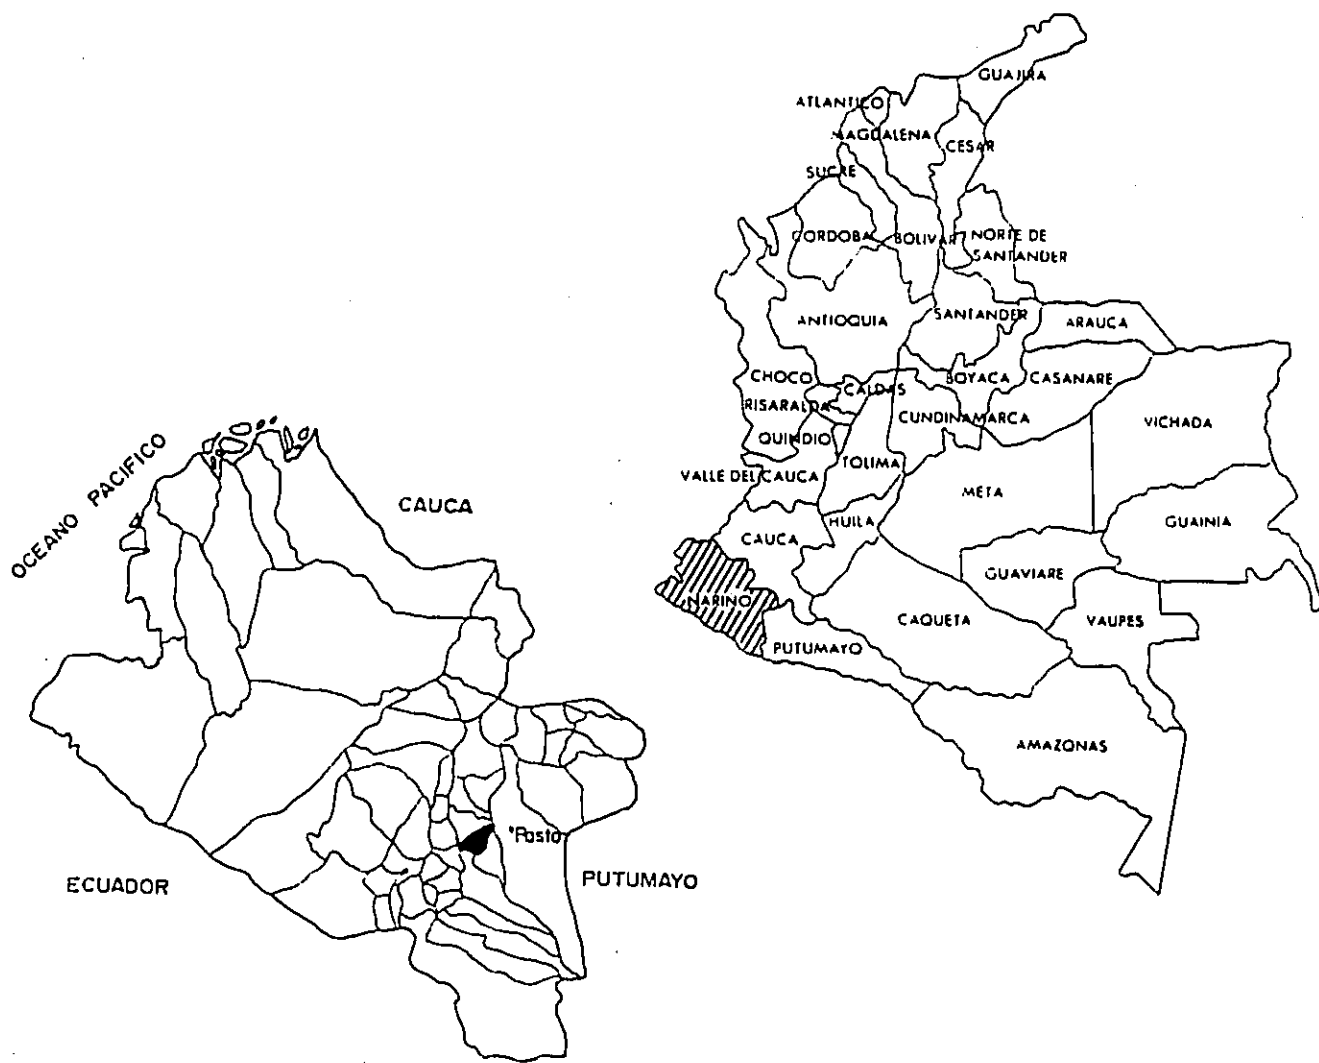 GUAJIRA
ATLANTICO
MAGDALENA
CESAR
SUCRE
CORDOBA
BOLIVAR
NORTE DE
SANTANDER
ANTIOQUIA
SANTANDER
ARAUCA
CHOCO
CALDAS
BOYACA
CASANARE
RISARALDA
CUNDINAMARCA
VICHADA
QUINDIO
TOLIMA
VALLE DEL CAUCA
META
HUILA
CAUCA
GUAINIA
GUAVIARE
NARINO
CAQUETA
VAUPES
PUTUMAYO
AMAZONAS
OCEANO PACIFICO
CAUCA
Pasto
ECUADOR
PUTUMAYO